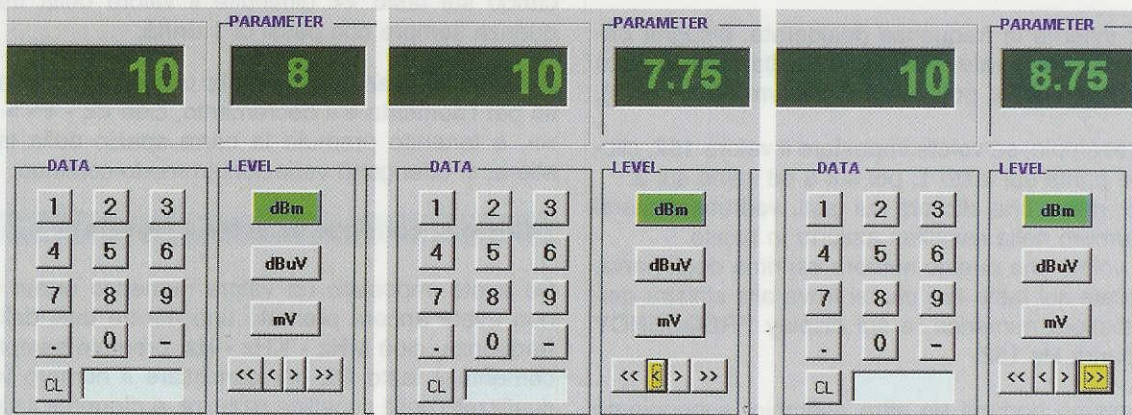 PARAMETER
10
8
DATA
LEVEL
1 2 3
4 5 6
7 8 9
. 0 -
CL
dBm
dBuV
mV
<< < > >>
PARAMETER
10
7.75
DATA
LEVEL
1 2 3
4 5 6
7 8 9
. 0 -
CL
dBm
dBuV
mV
<< < > >>
PARAMETER
10
8.75
DATA
LEVEL
1 2 3
4 5 6
7 8 9
. 0 -
CL
dBm
dBuV
mV
<< < > >>